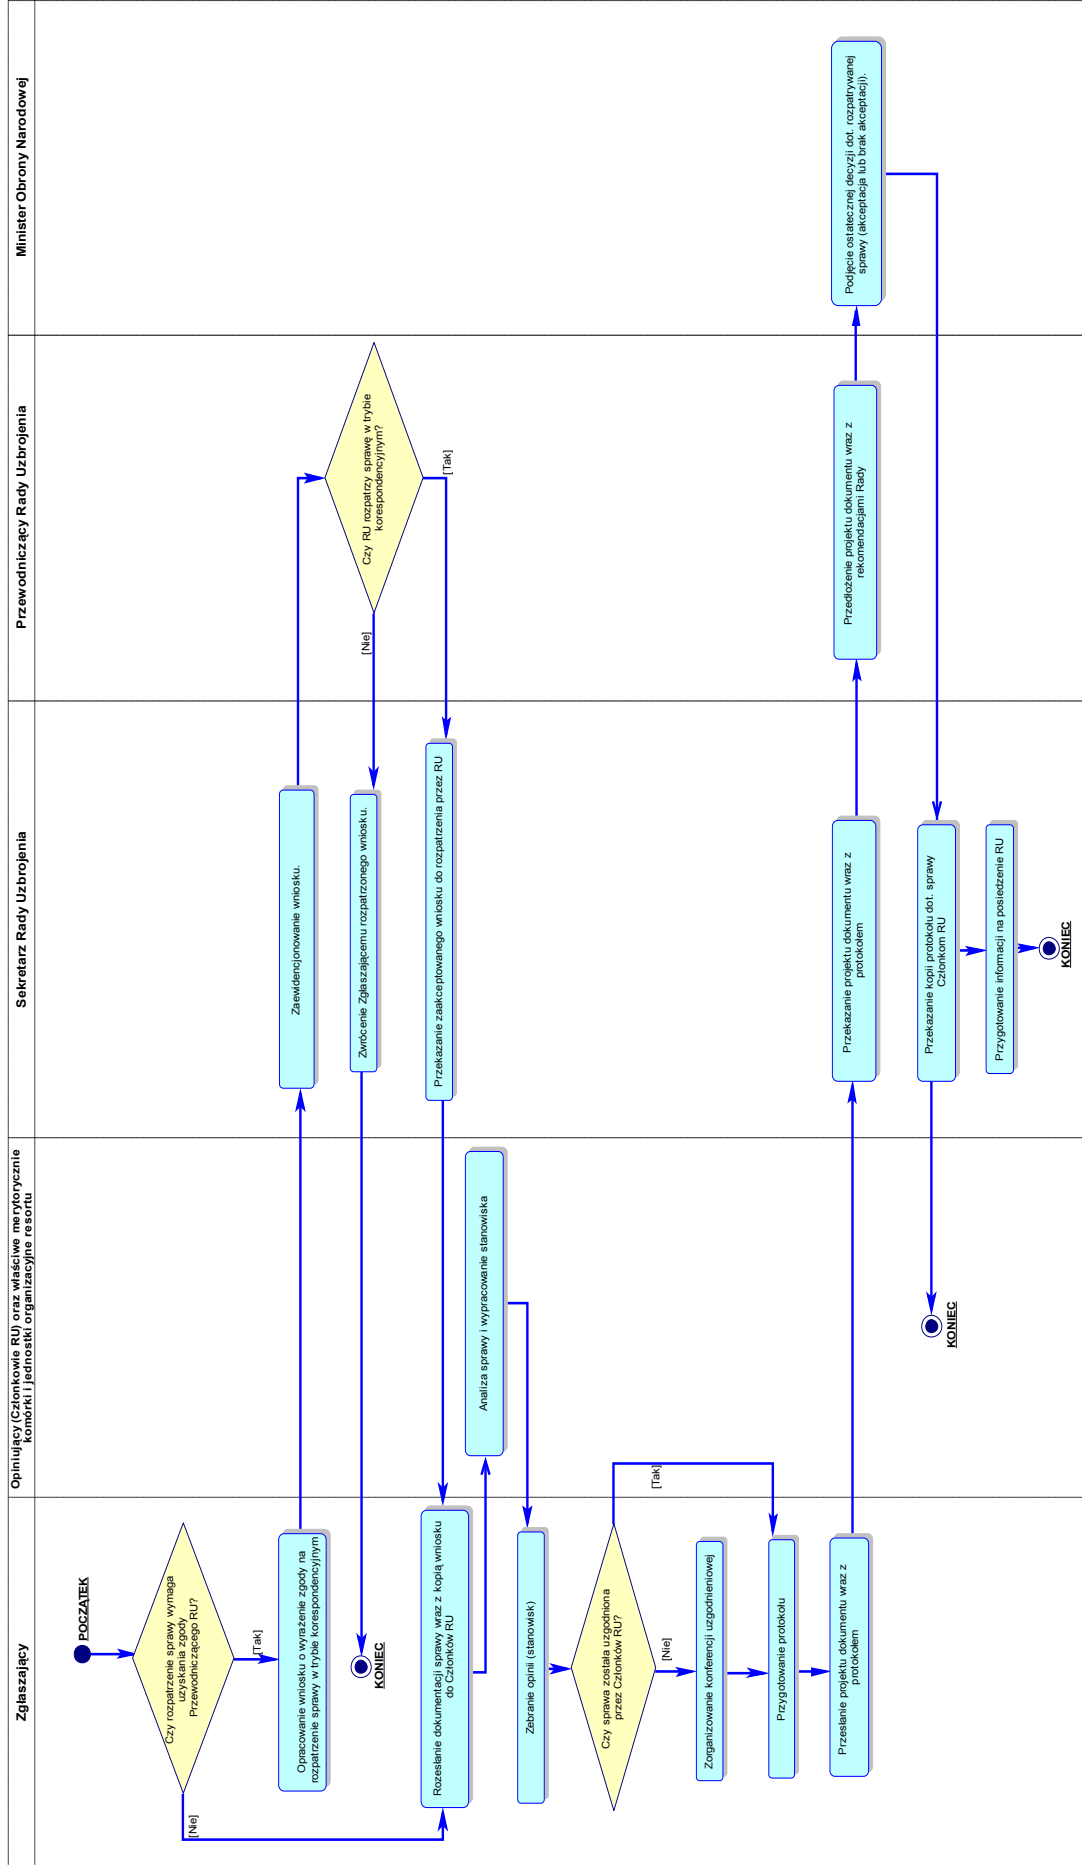 Zgłaszający
Opiniujący (Członkowie RU) oraz właściwe merytorycznie
komórki i jednostki organizacyjne resortu
Sekretarz Rady Uzbrojenia
Przewodniczący Rady Uzbrojenia
Minister Obrony Narodowej
POCZĄTEK
Czy rozpatrzenie sprawy wymaga
uzyskania zgody
Przewodniczącego RU?
[Nie]
[Tak]
Opracowanie wniosku o wyrażenie zgody na
rozpatrzenie sprawy w trybie korespondencyjnym
Zaewidencjonowanie wniosku.
Czy RU rozpatrzy sprawę w trybie
korespondencyjnym?
[Nie]
[Tak]
Zwrócenie Zgłaszającemu rozpatrzonego wniosku.
KONIEC
Przekazanie zaakceptowanego wniosku do rozpatrzenia przez RU
Rozesłanie dokumentacji sprawy wraz z kopią wniosku
do Członków RU
Analiza sprawy i wypracowanie stanowiska
Zebranie opinii (stanowisk)
Czy sprawa została uzgodniona
przez Członków RU?
[Tak]
[Nie]
Zorganizowanie konferencji uzgodnieniowej
Przygotowanie protokołu
Przesłanie projektu dokumentu wraz z
protokołem
Przekazanie projektu dokumentu wraz z
protokołem
Przedłożenie projektu dokumentu wraz z
rekomendacjami Rady
Podjęcie ostatecznej decyzji dot. rozpatrywanej
sprawy (akceptacja lub brak akceptacji).
Przekazanie kopii protokołu dot. sprawy
Członkom RU
KONIEC
Przygotowanie informacji na posiedzenie RU
KONIEC